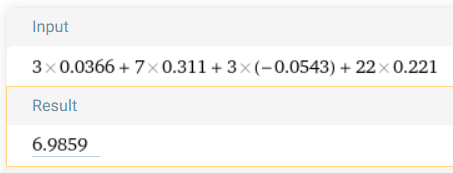 Input
3×0.0366 + 7×0.311 + 3×(−0.0543) + 22×0.221
Result
6.9859